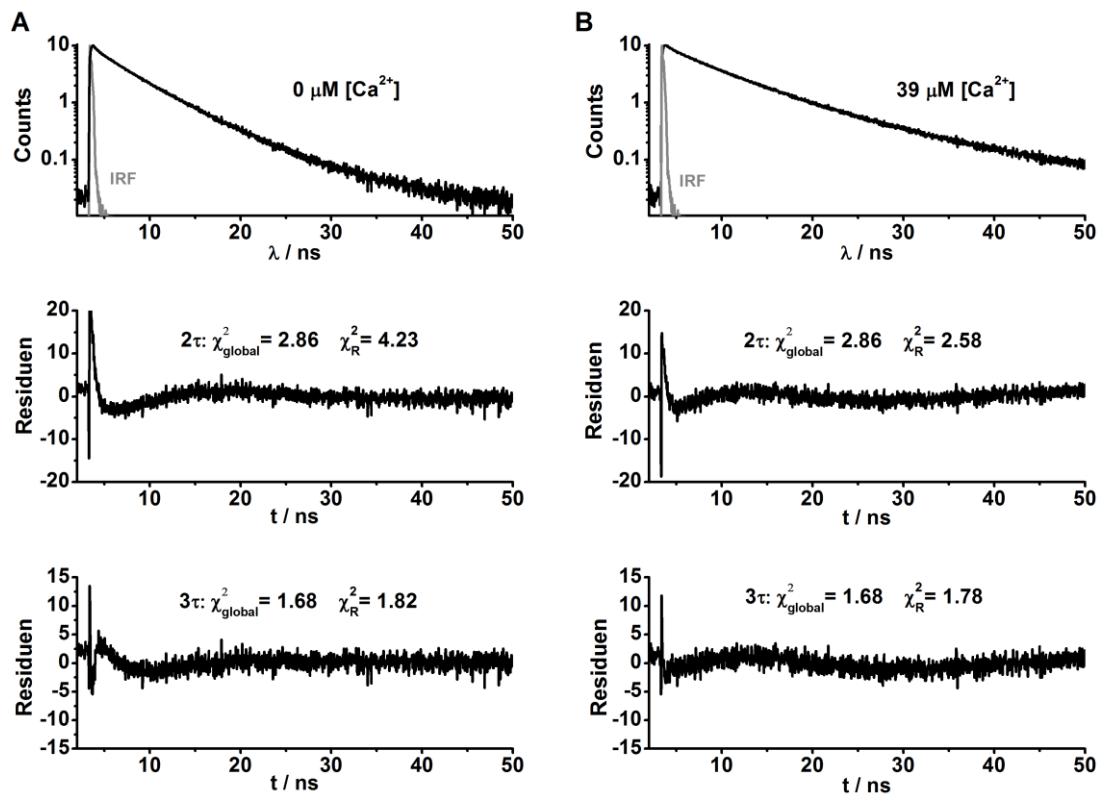 A
10
1
0.1
Counts
0 μM [Ca²⁺]
IRF
10 20 30 40 50
λ / ns
20
10
0
-10
-20
Residuen
2τ: χ²global = 2.86 χ²R = 4.23
10 20 30 40 50
t / ns
15
10
5
0
-5
-10
-15
Residuen
3τ: χ²global = 1.68 χ²R = 1.82
10 20 30 40 50
t / ns
B
10
1
0.1
Counts
39 μM [Ca²⁺]
IRF
10 20 30 40 50
λ / ns
20
10
0
-10
-20
Residuen
2τ: χ²global = 2.86 χ²R = 2.58
10 20 30 40 50
t / ns
15
10
5
0
-5
-10
-15
Residuen
3τ: χ²global = 1.68 χ²R = 1.78
10 20 30 40 50
t / ns